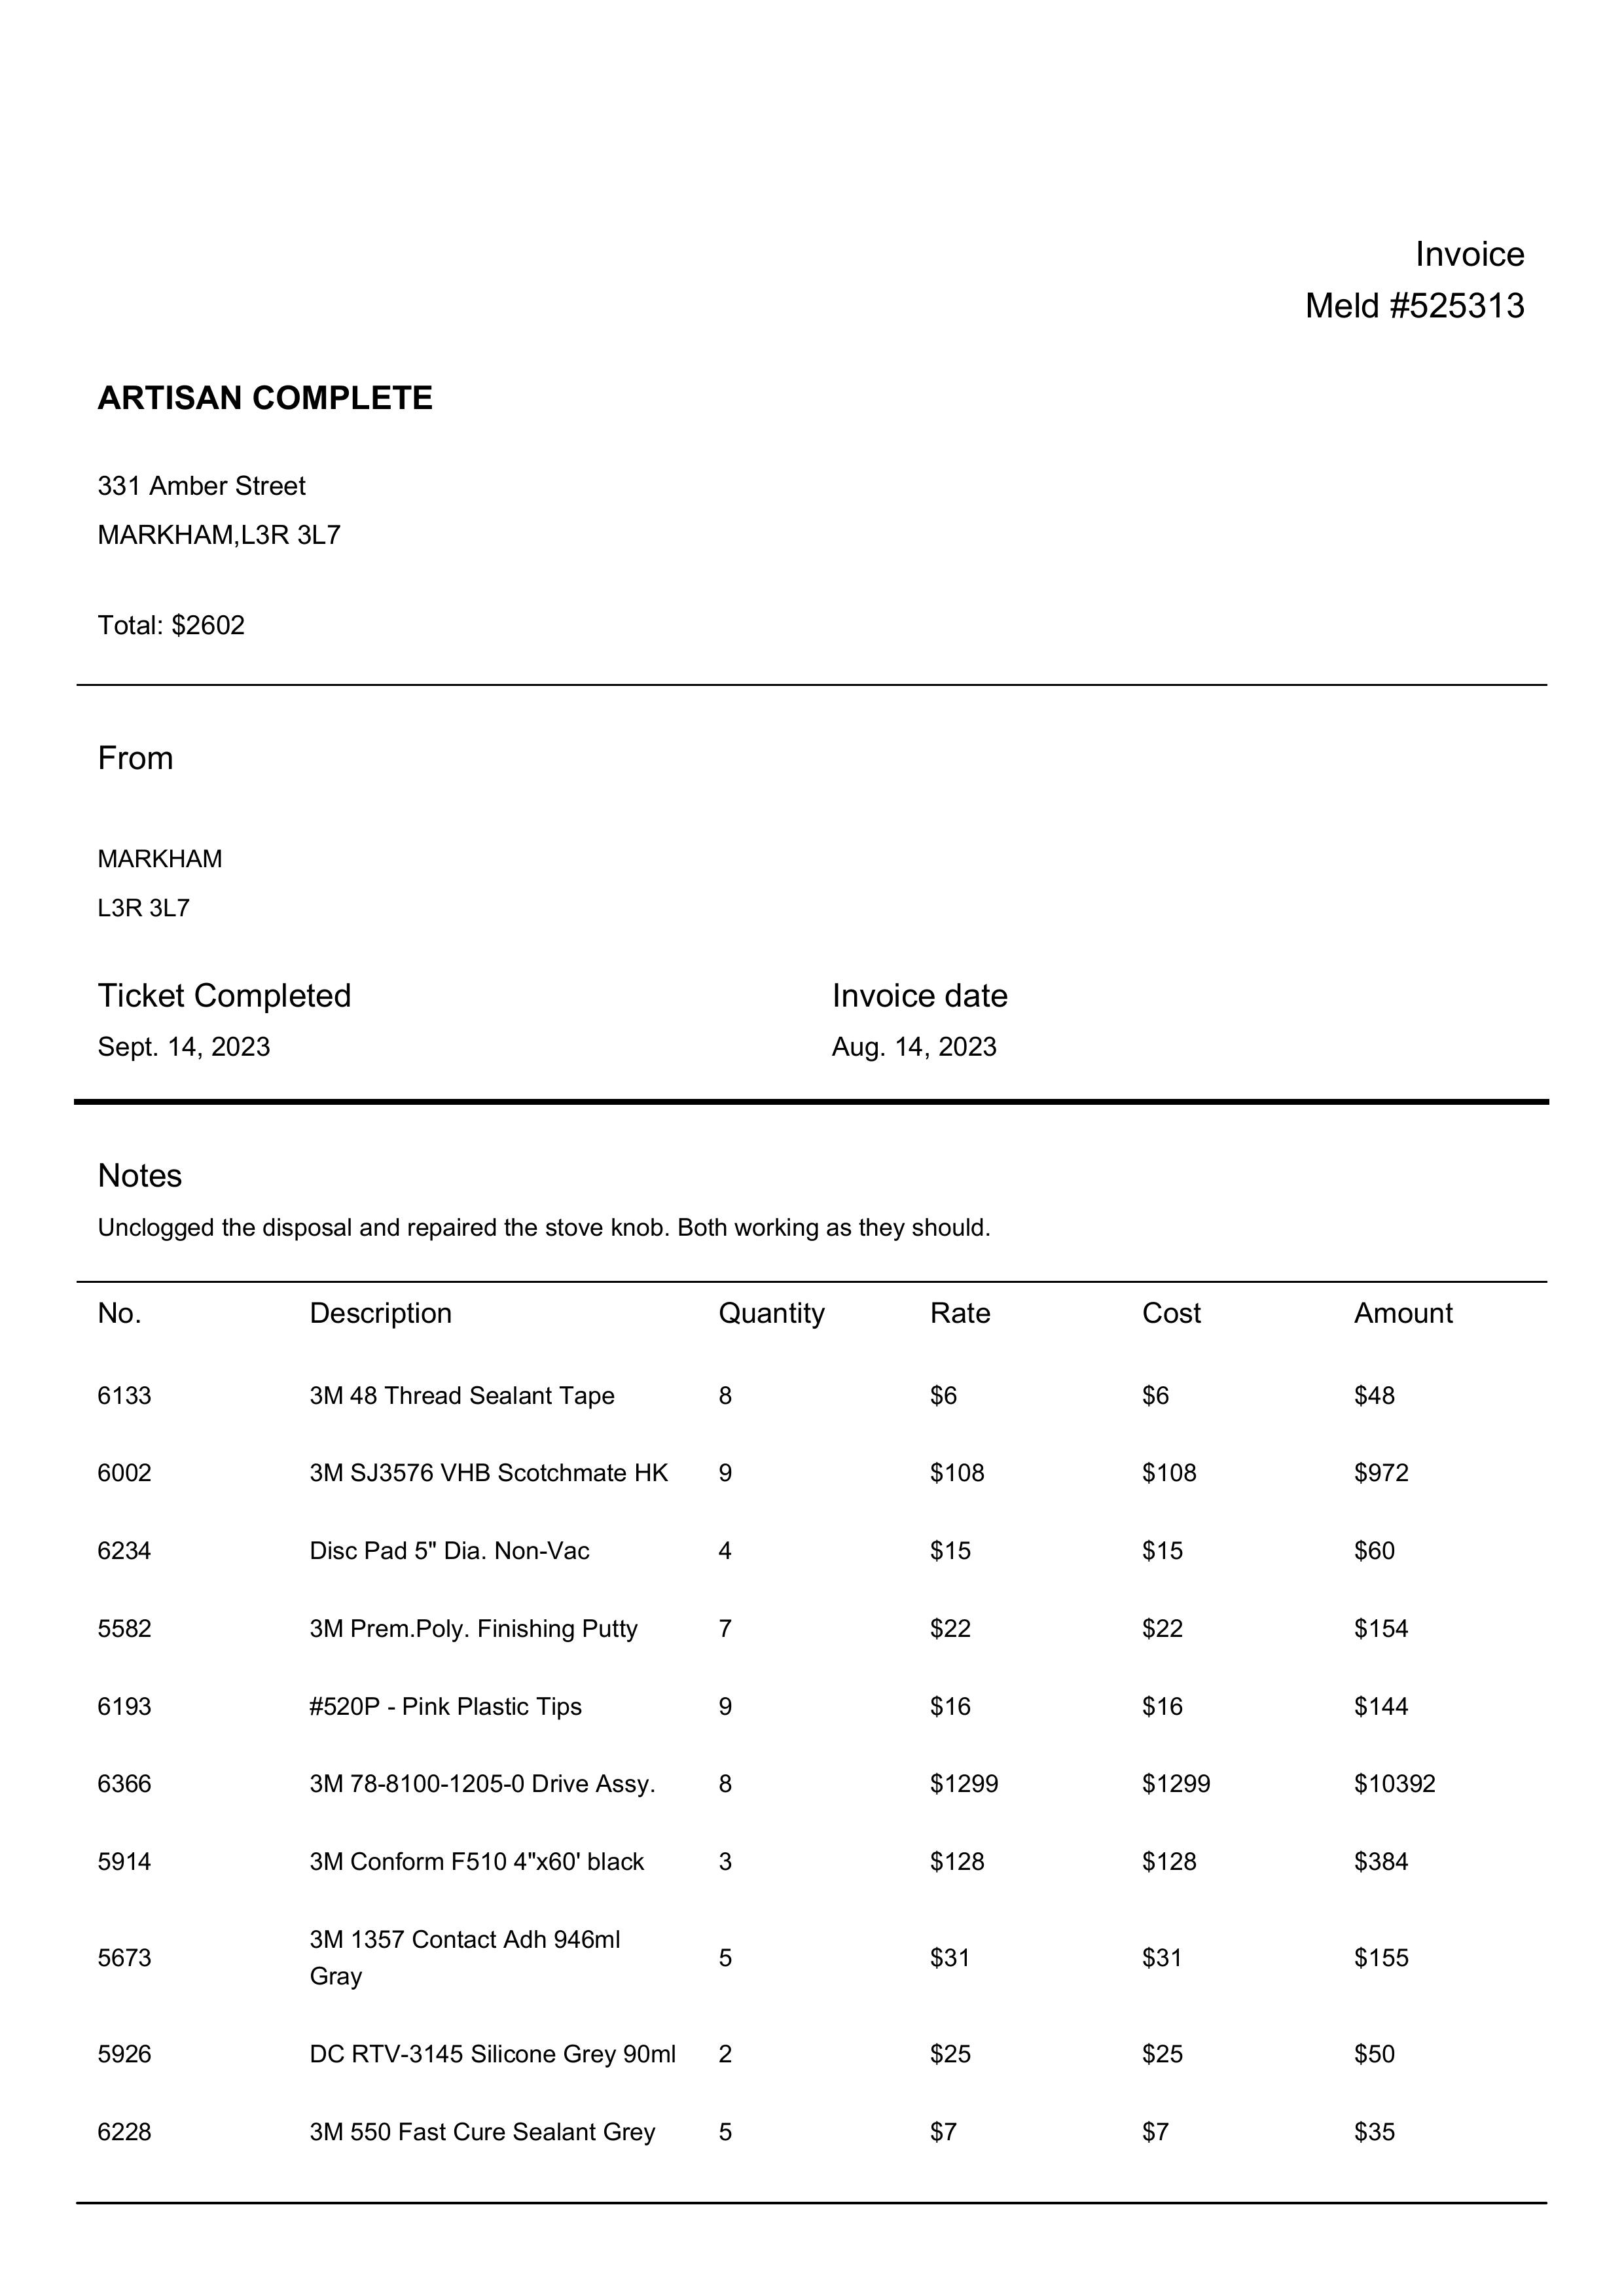 Invoice
Meld #525313
ARTISAN COMPLETE
331 Amber Street
MARKHAM,L3R 3L7
Total: $2602
From
MARKHAM
L3R 3L7
Ticket Completed Invoice date
Sept. 14, 2023 Aug. 14, 2023
Notes
Unclogged the disposal and repaired the stove knob. Both working as they should.
No. Description Quantity Rate Cost Amount
6133 3M 48 Thread Sealant Tape 8 $6 $6 $48
6002 3M SJ3576 VHB Scotchmate HK 9 $108 $108 $972
6234 Disc Pad 5" Dia. Non-Vac 4 $15 $15 $60
5582 3M Prem.Poly. Finishing Putty 7 $22 $22 $154
6193 #520P - Pink Plastic Tips 9 $16 $16 $144
6366 3M 78-8100-1205-0 Drive Assy. 8 $1299 $1299 $10392
5914 3M Conform F510 4"x60' black 3 $128 $128 $384
5673 3M 1357 Contact Adh 946ml
Gray 5 $31 $31 $155
5926 DC RTV-3145 Silicone Grey 90ml 2 $25 $25 $50
6228 3M 550 Fast Cure Sealant Grey 5 $7 $7 $35